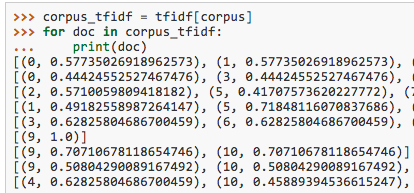 >>> corpus_tfidf = tfidf[corpus]
>>> for doc in corpus_tfidf:
... print(doc)
[(0, 0.57735026918962573), (1, 0.57735026918962573),
[(0, 0.44424552527467476), (3, 0.44424552527467476),
[(2, 0.5710059809418182), (5, 0.41707573620227772), (7
[(1, 0.49182558987264147), (5, 0.71848116070837686),
[(3, 0.62825804686700459), (6, 0.62825804686700459),
[(9, 1.0)]
[(9, 0.70710678118654746), (10, 0.70710678118654746)]
[(9, 0.50804290089167492), (10, 0.50804290089167492),
[(4, 0.62825804686700459), (10, 0.45889394536615247)